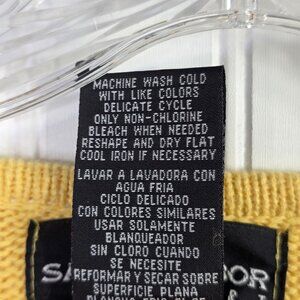 MACHINE WASH COLD
WITH LIKE COLORS
DELICATE CYCLE
ONLY NON-CHLORINE
BLEACH WHEN NEEDED
RESHAPE AND DRY FLAT
COOL IRON IF NECESSARY
LAVAR A LAVADORA CON
AGUA FRIA
CICLO DELICADO
CON COLORES SIMILARES
USAR SOLAMENTE
BLANQUEADOR
SIN CLORO CUANDO
SE NECESITE
REFORMAR Y SECAR SOBRE
SUPERFICIE PLANA